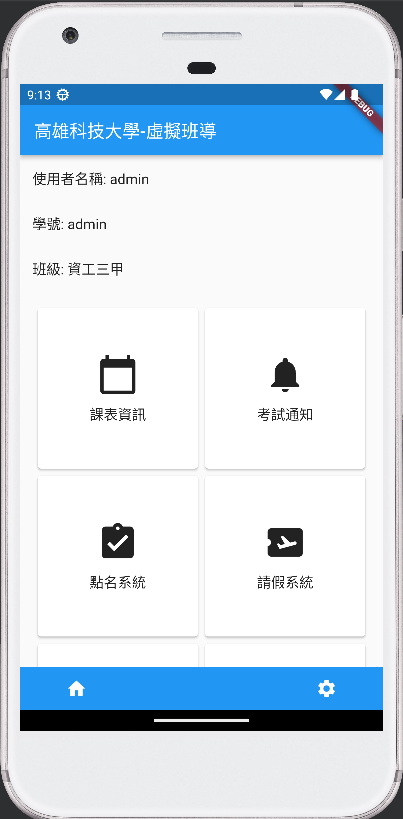 9:13
DEBUG
高雄科技大學-虛擬班導
使用者名稱: admin
學號: admin
班級: 資工三甲
課表資訊
考試通知
點名系統
請假系統